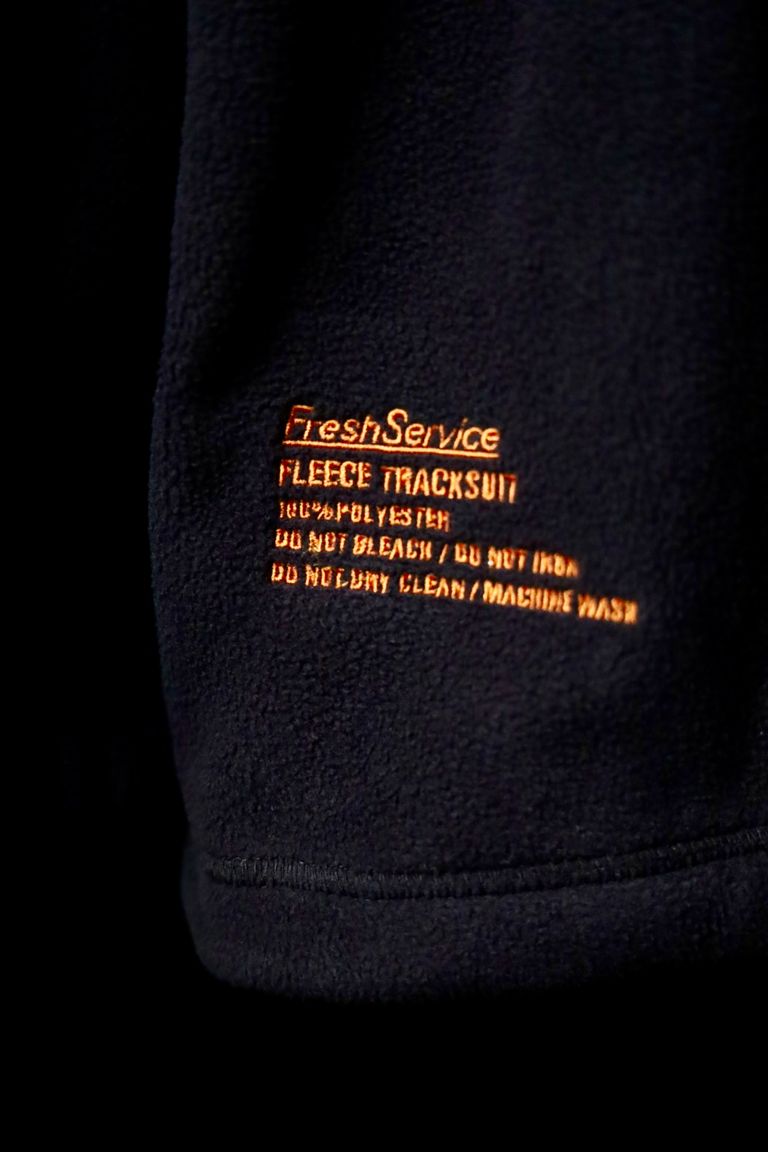 FreshService
FLEECE TRACKSUIT
100%POLYESTER
DO NOT BLEACH / DO NOT IRON
DO NOT DRY CLEAN / MACHINE WASH